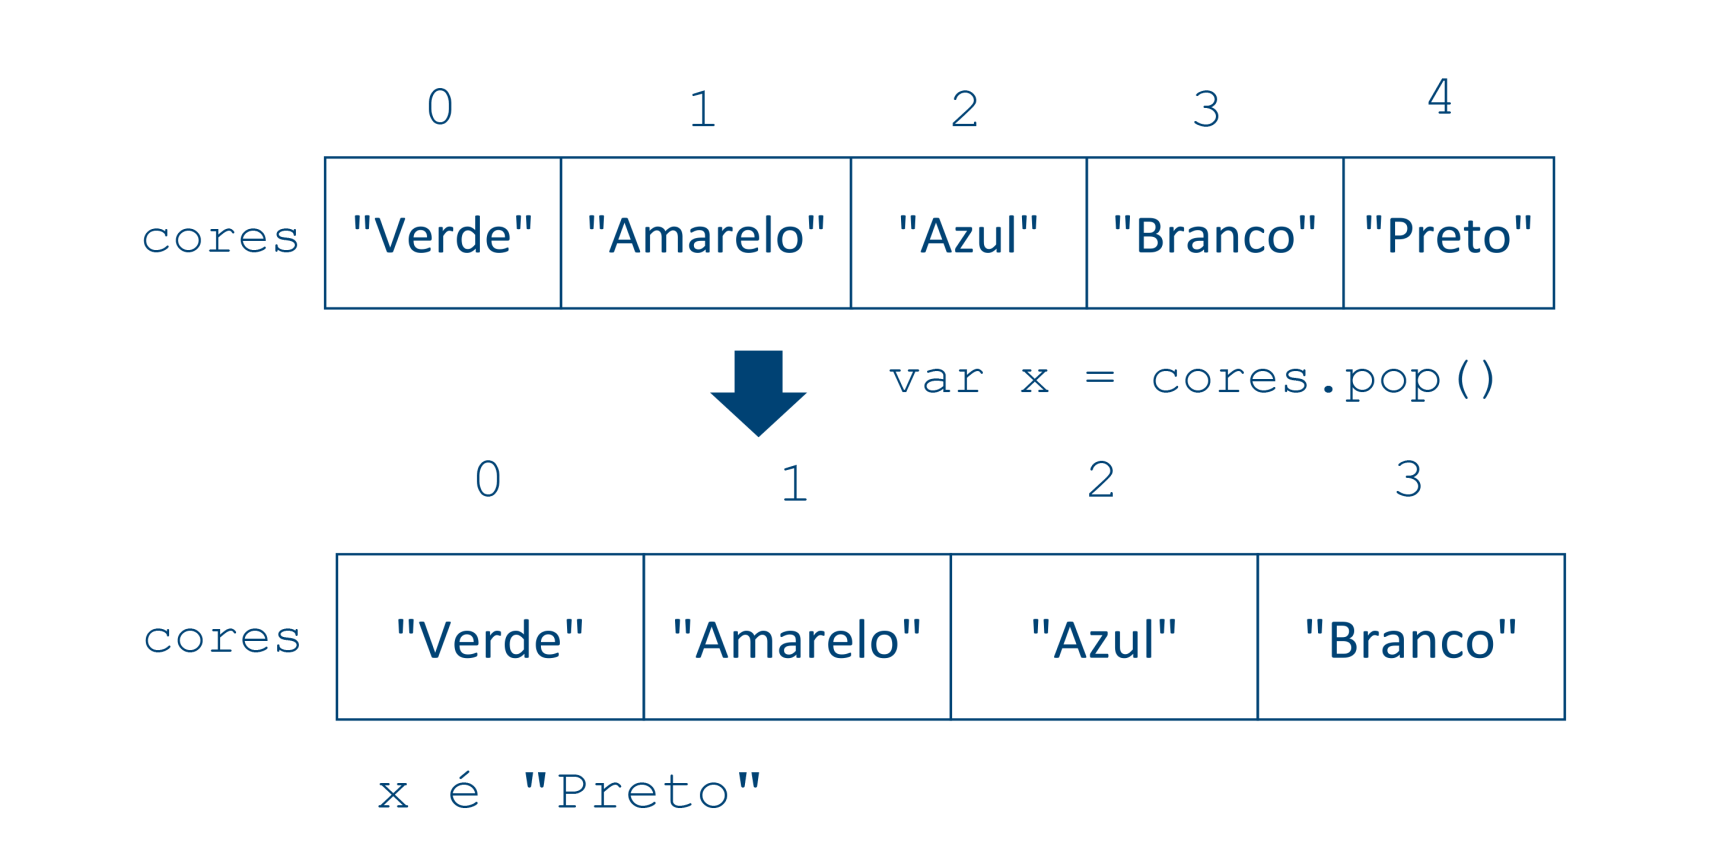 0 1 2 3 4
cores "Verde" "Amarelo" "Azul" "Branco" "Preto"
var x = cores.pop()
0 1 2 3
cores "Verde" "Amarelo" "Azul" "Branco"
x é "Preto"